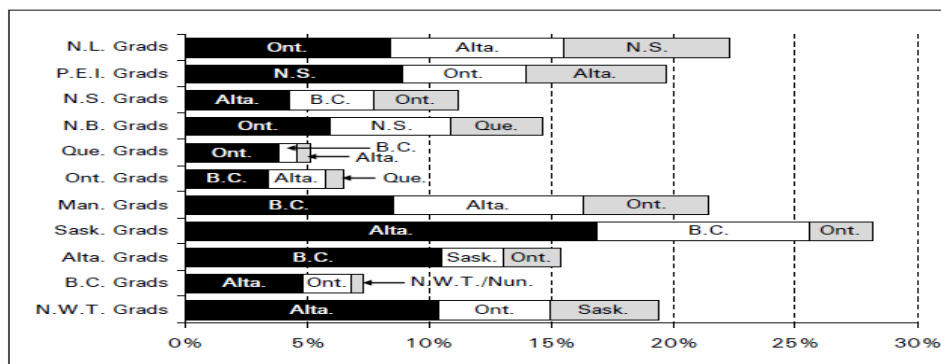 N.L. Grads Ont. Alta. N.S.
P.E.I. Grads N.S. Ont. Alta.
N.S. Grads Alta. B.C. Ont.
N.B. Grads Ont. N.S. Que.
Que. Grads Ont. B.C.
Alta.
Ont. Grads B.C. Alta. Que.
Man. Grads B.C. Alta. Ont.
Sask. Grads Alta. B.C. Ont.
Alta. Grads B.C. Sask. Ont.
B.C. Grads Alta. Ont. N.W.T./Nun.
N.W.T. Grads Alta. Ont. Sask.
0% 5% 10% 15% 20% 25% 30%